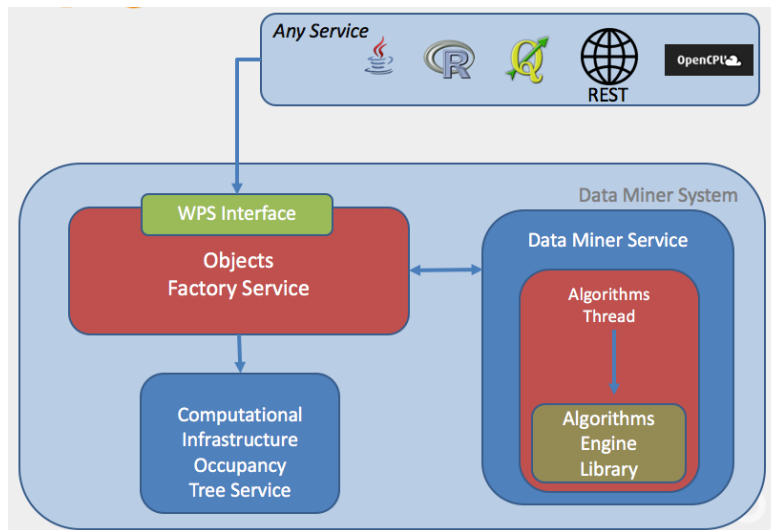 Any Service
R
REST
OpenCPU
Data Miner System
WPS Interface
Objects
Factory Service
Data Miner Service
Algorithms
Thread
Algorithms
Engine
Library
Computational
Infrastructure
Occupancy
Tree Service